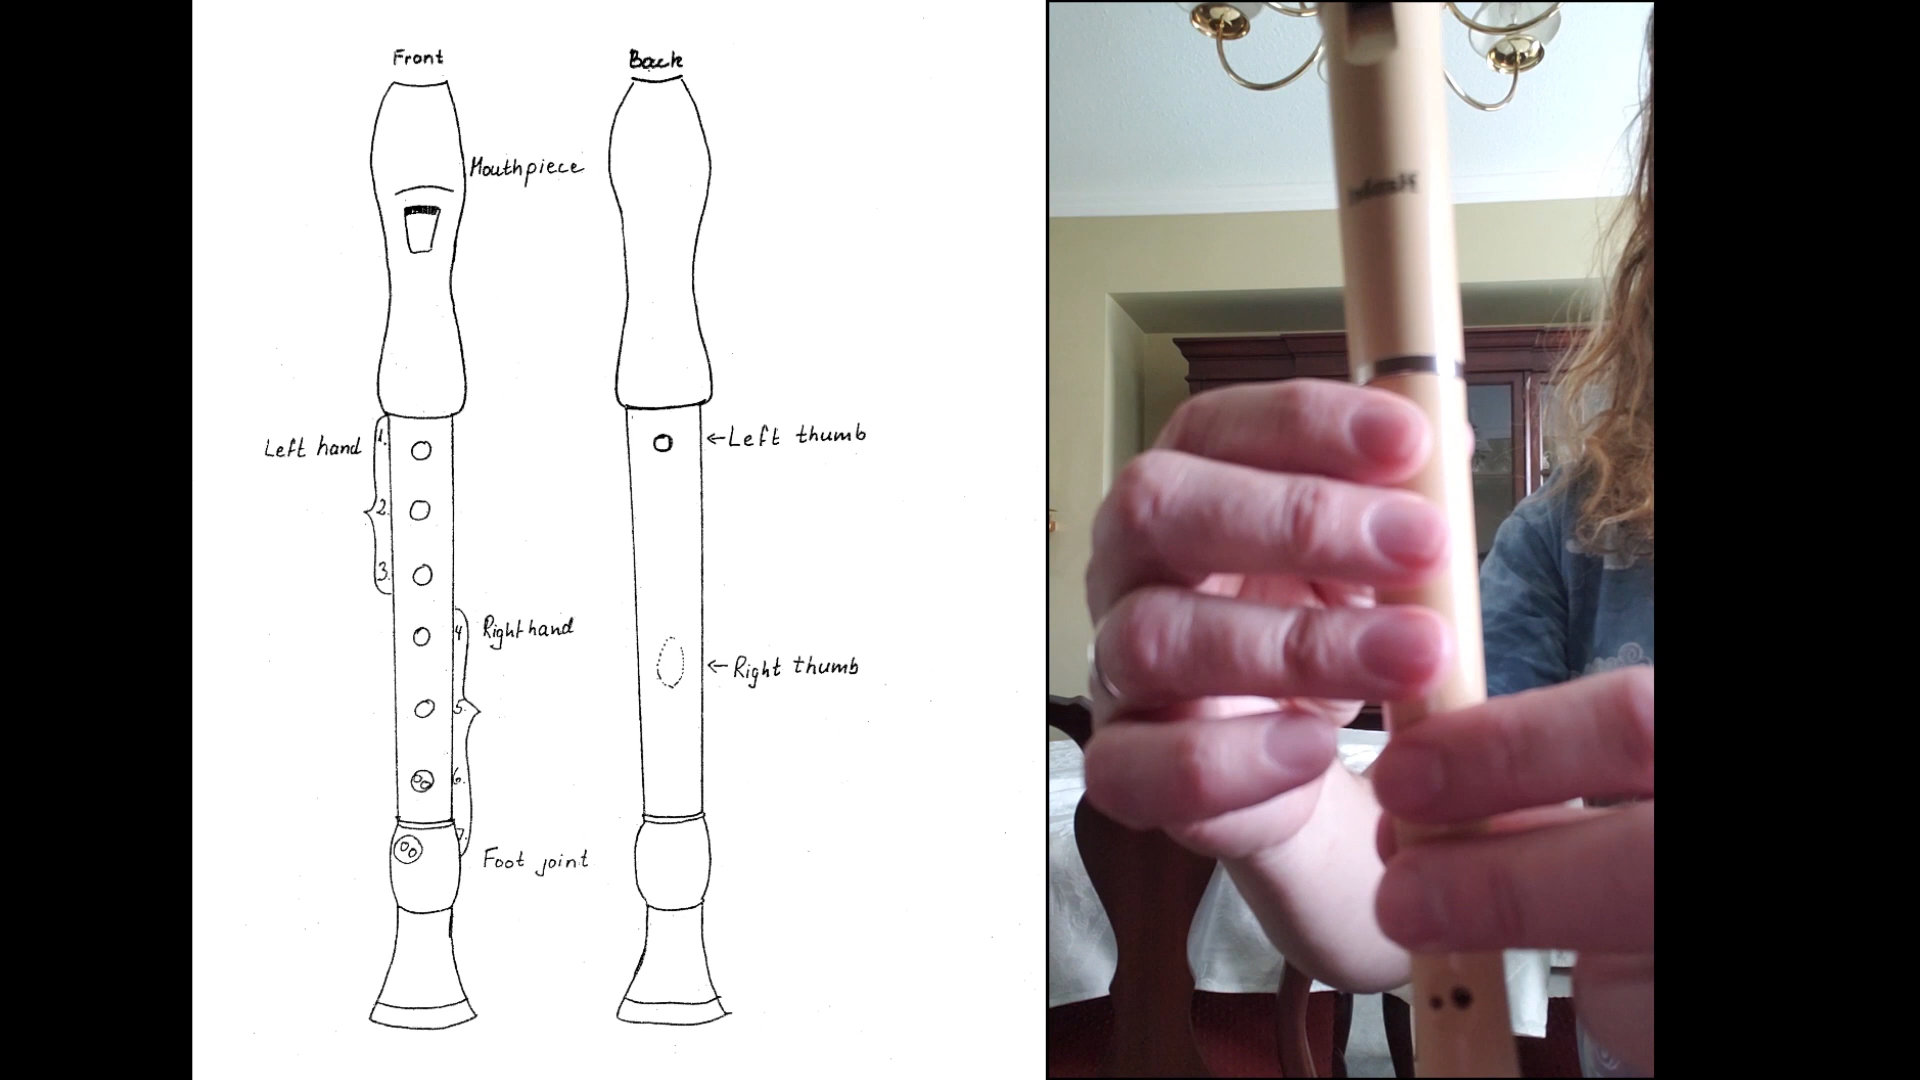 Front
Back
Mouthpiece
Left hand
1.
2.
3.
←Left thumb
4
Right hand
←Right thumb
5.
6.
7.
Foot joint